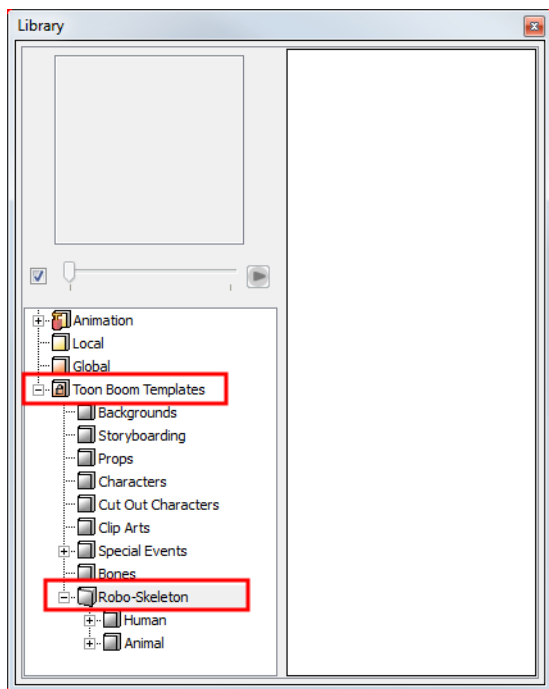 Library
Animation
Local
Global
Toon Boom Templates
Backgrounds
Storyboarding
Props
Characters
Cut Out Characters
Clip Arts
Special Events
Bones
Robo-Skeleton
Human
Animal